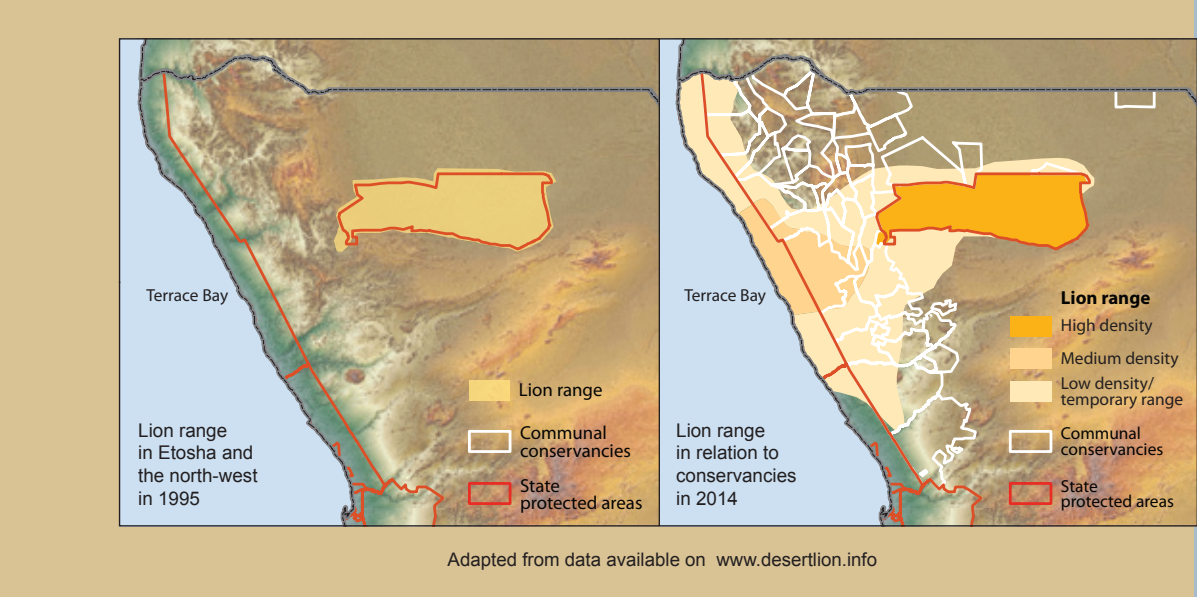 Terrace Bay
Lion range
in Etosha and
the north-west
in 1995
Lion range
Communal
conservancies
State
protected areas
Terrace Bay
Lion range
in relation to
conservancies
in 2014
Lion range
High density
Medium density
Low density/
temporary range
Communal
conservancies
State
protected areas
Adapted from data available on www.desertlion.info